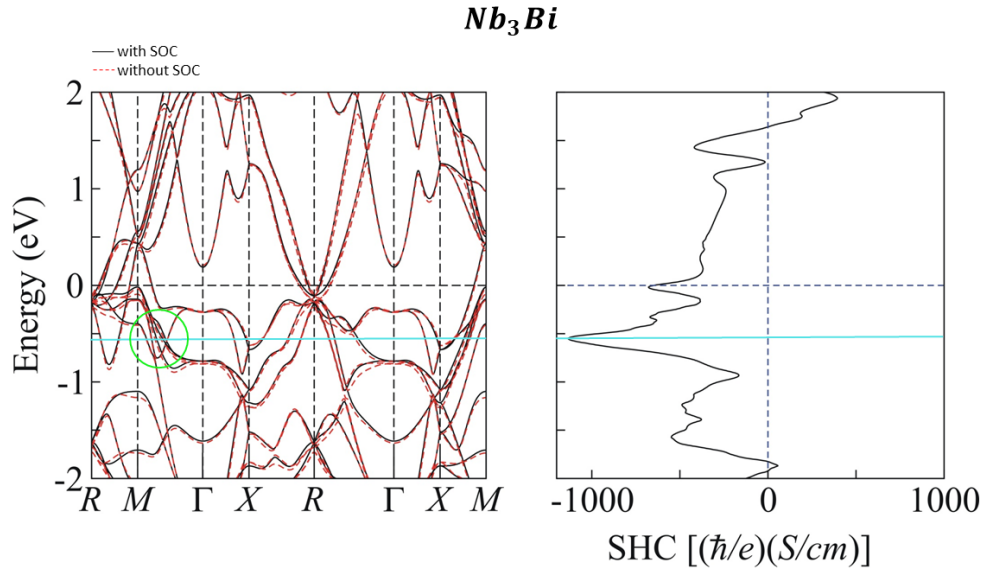 Nb₃Bi
with SOC
without SOC
Energy (eV)
2
1
0
-1
-2
R M Γ X R Γ X M
-1000 0 1000
SHC [(ħ/e)(S/cm)]